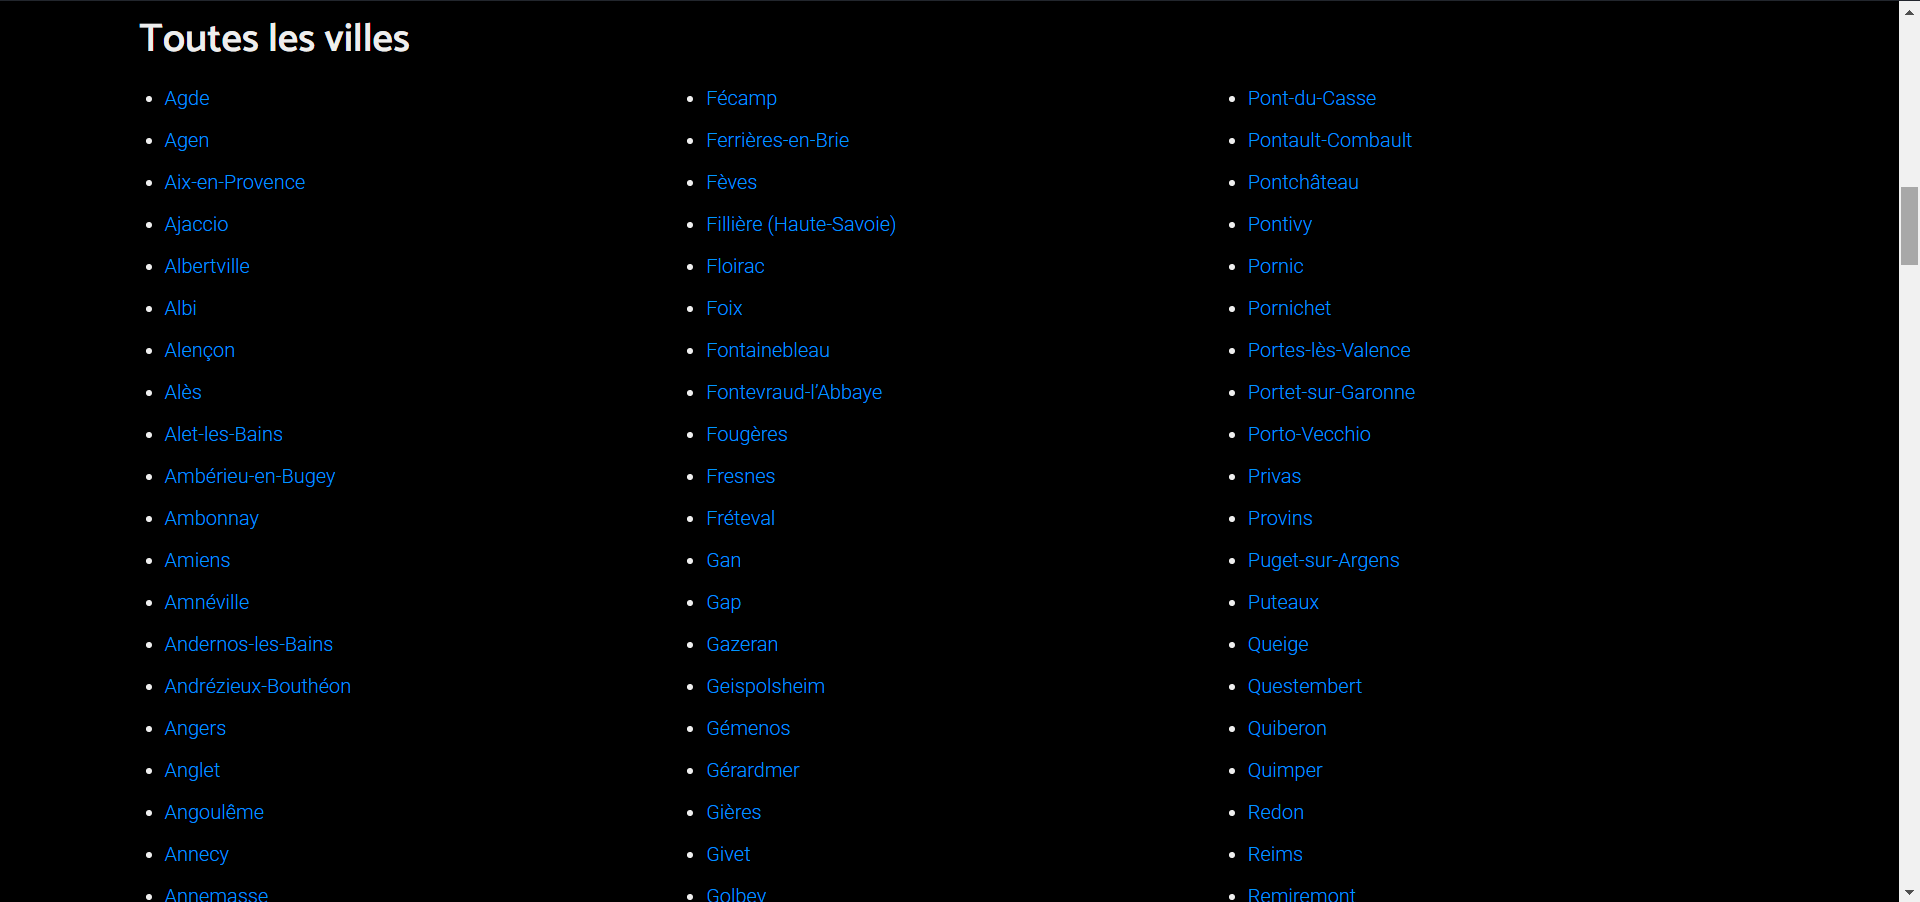 Toutes les villes
Agde
Agen
Aix-en-Provence
Ajaccio
Albertville
Albi
Alençon
Alès
Alet-les-Bains
Ambérieu-en-Bugey
Ambonnay
Amiens
Amnéville
Andernos-les-Bains
Andrézieux-Bouthéon
Angers
Anglet
Angoulême
Annecy
Annemasse
Fécamp
Ferrières-en-Brie
Fèves
Fillière (Haute-Savoie)
Floirac
Foix
Fontainebleau
Fontevraud-l’Abbaye
Fougères
Fresnes
Fréteval
Gan
Gap
Gazeran
Geispolsheim
Gémenos
Gérardmer
Gières
Givet
Golbey
Pont-du-Casse
Pontault-Combault
Pontchâteau
Pontivy
Pornic
Pornichet
Portes-lès-Valence
Portet-sur-Garonne
Porto-Vecchio
Privas
Provins
Puget-sur-Argens
Puteaux
Queige
Questembert
Quiberon
Quimper
Redon
Reims
Remiremont